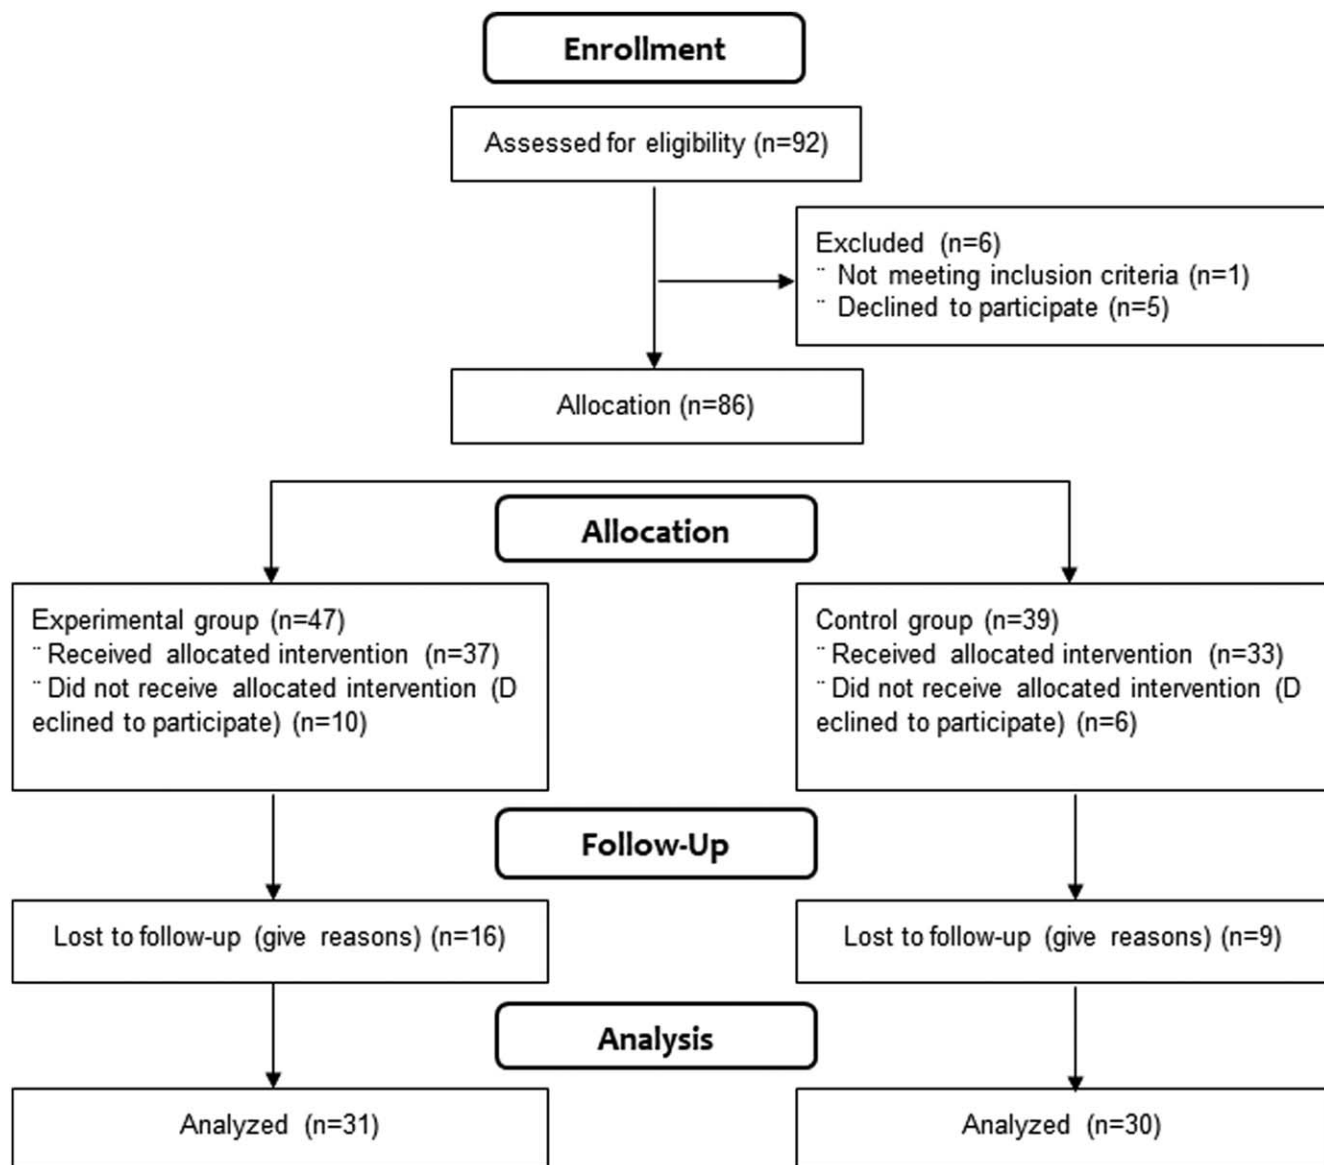 Enrollment
Assessed for eligibility (n=92)
Excluded (n=6)
¨ Not meeting inclusion criteria (n=1)
¨ Declined to participate (n=5)
Allocation (n=86)
Allocation
Experimental group (n=47)
¨ Received allocated intervention (n=37)
¨ Did not receive allocated intervention (D
eclined to participate) (n=10)
Control group (n=39)
¨ Received allocated intervention (n=33)
¨ Did not receive allocated intervention (D
eclined to participate) (n=6)
Follow-Up
Lost to follow-up (give reasons) (n=16)
Lost to follow-up (give reasons) (n=9)
Analysis
Analyzed (n=31)
Analyzed (n=30)